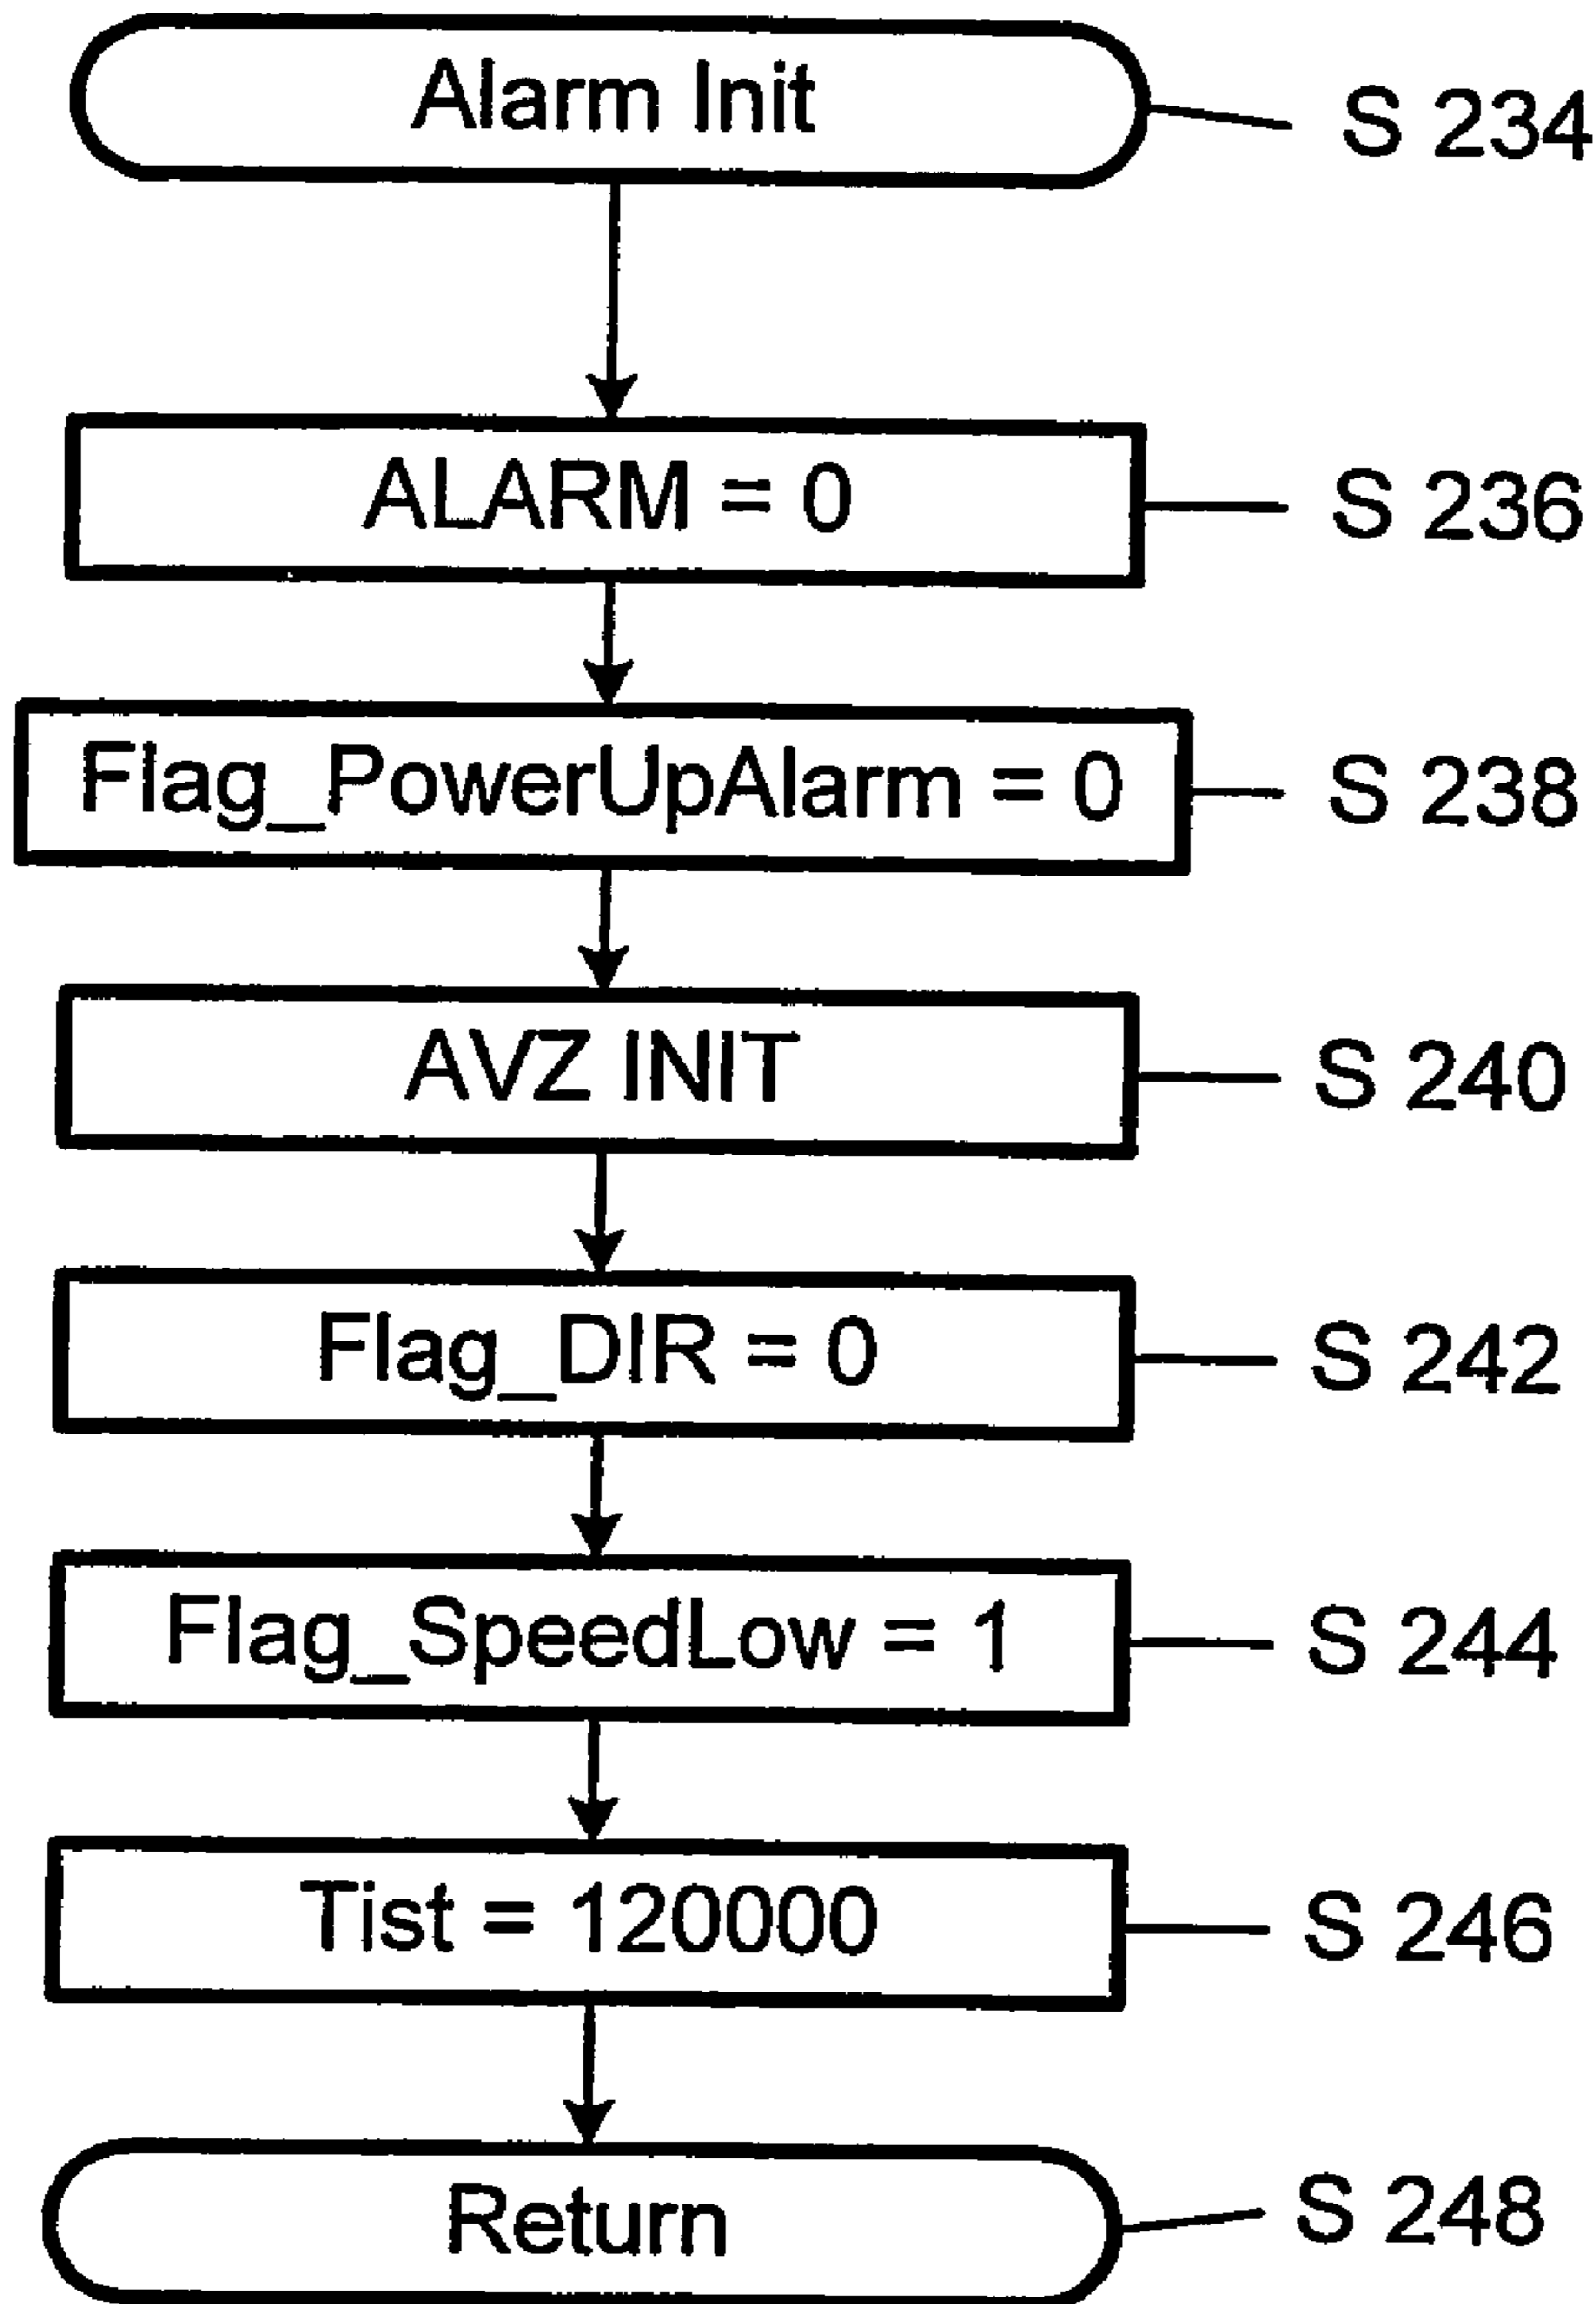 Alarm Init S 234
ALARM = 0 S 236
Flag_PowerUpAlarm = 0 S 238
AVZ INIT S 240
Flag_DIR = 0 S 242
Flag_SpeedLow = 1 S 244
Tist = 120000 S 246
Return S 248